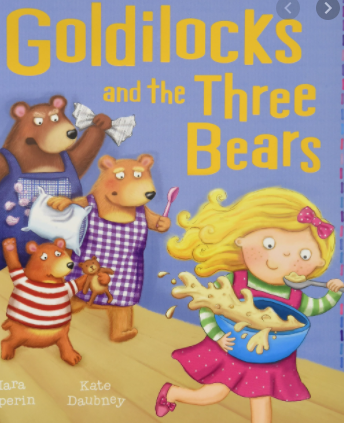 Goldilocks
and the Three
Bears
Kate
Daubney